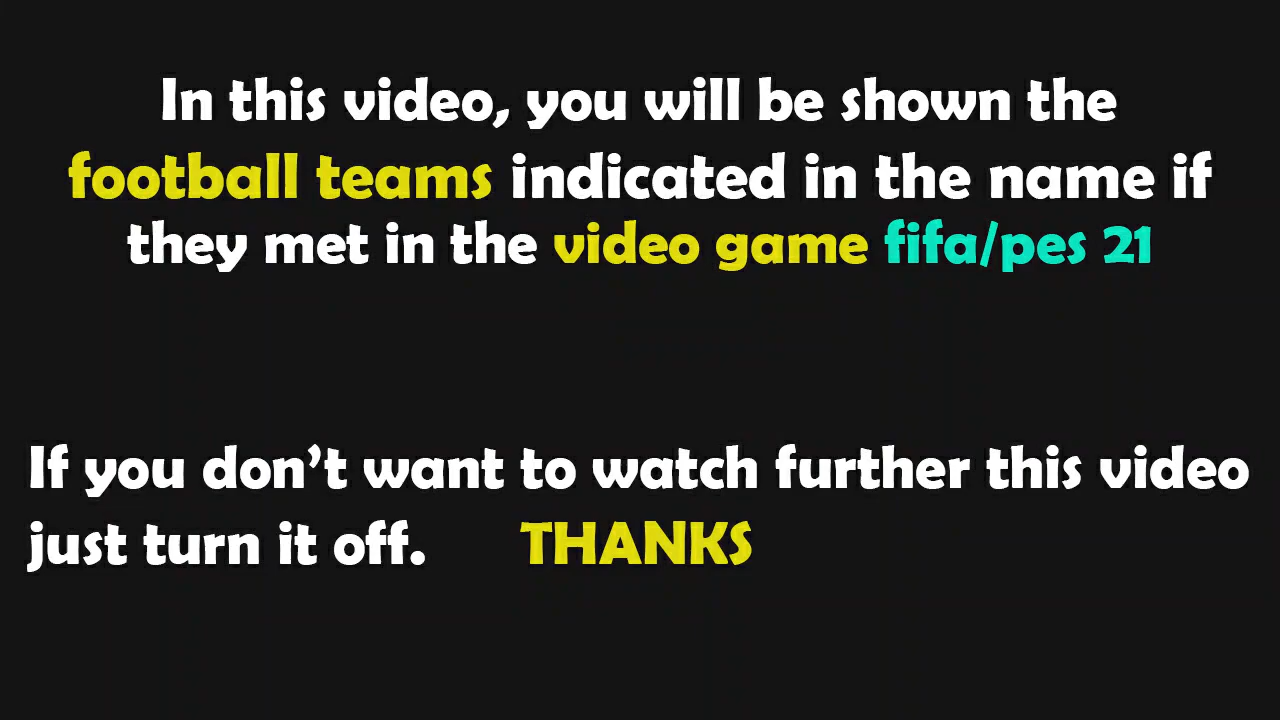 In this video, you will be shown the
football teams indicated in the name if
they met in the video game fifa/pes 21
If you don't want to watch further this video
just turn it off. THANKS